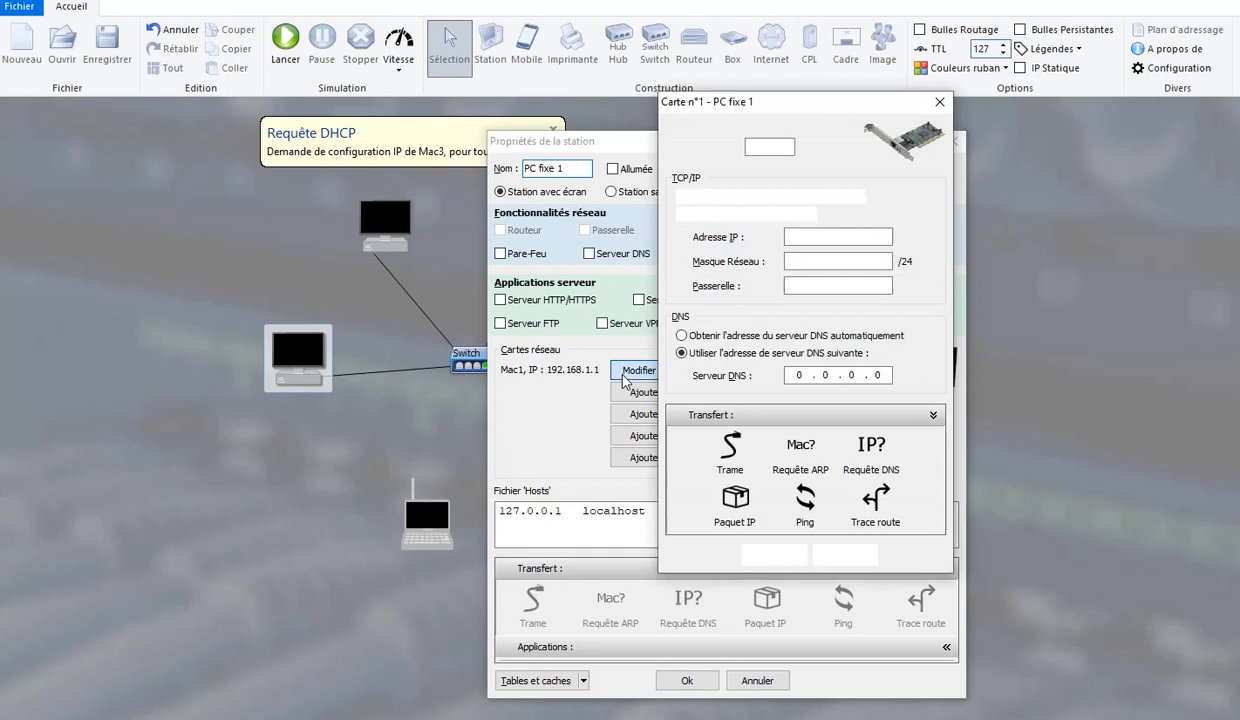 Fichier Accueil
Nouveau Ouvrir Enregistrer
Fichier
Annuler Couper
Rétablir Copier
Tout Coller
Edition
Lancer Pause Stopper Vitesse
Simulation
Sélection Station Mobile Imprimante Hub Hub Switch Switch Routeur Box Internet CPL Cadre Image
Construction
Bulles Routage Bulles Persistantes
TTL 127 Légendes
Couleurs ruban IP Statique
Options
Plan d'adressage
A propos de
Configuration
Divers
Requête DHCP
Demande de configuration IP de Mac3, pour tou
Switch
Propriétés de la station
Nom : PC fixe 1 Allumée
Station avec écran Station sa
Fonctionnalités réseau
Routeur Passerelle
Pare-Feu Serveur DNS
Applications serveur
Serveur HTTP/HTTPS Se
Serveur FTP Serveur VPN
Cartes réseau
Mac1, IP : 192.168.1.1 Modifier
Ajoute
Ajoute
Ajoute
Ajoute
Fichier 'Hosts'
127.0.0.1 localhost
Transfert :
Trame Mac? Requête ARP IP? Requête DNS Paquet IP Ping Trace route
Applications :
Tables et caches Ok Annuler
Carte n°1 - PC fixe 1
TCP/IP
Adresse IP :
Masque Réseau : /24
Passerelle :
DNS
Obtenir l'adresse du serveur DNS automatiquement
Utiliser l'adresse de serveur DNS suivante :
Serveur DNS : 0 . 0 . 0 . 0
Transfert :
Mac? IP?
Trame Requête ARP Requête DNS
Paquet IP Ping Trace route